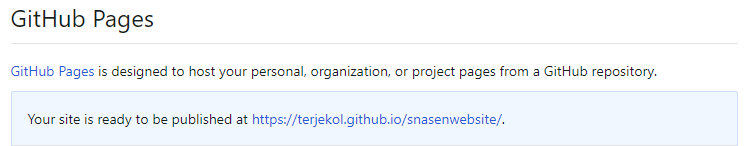 GitHub Pages
GitHub Pages is designed to host your personal, organization, or project pages from a GitHub repository.
Your site is ready to be published at https://terjekol.github.io/snasenwebsite/.